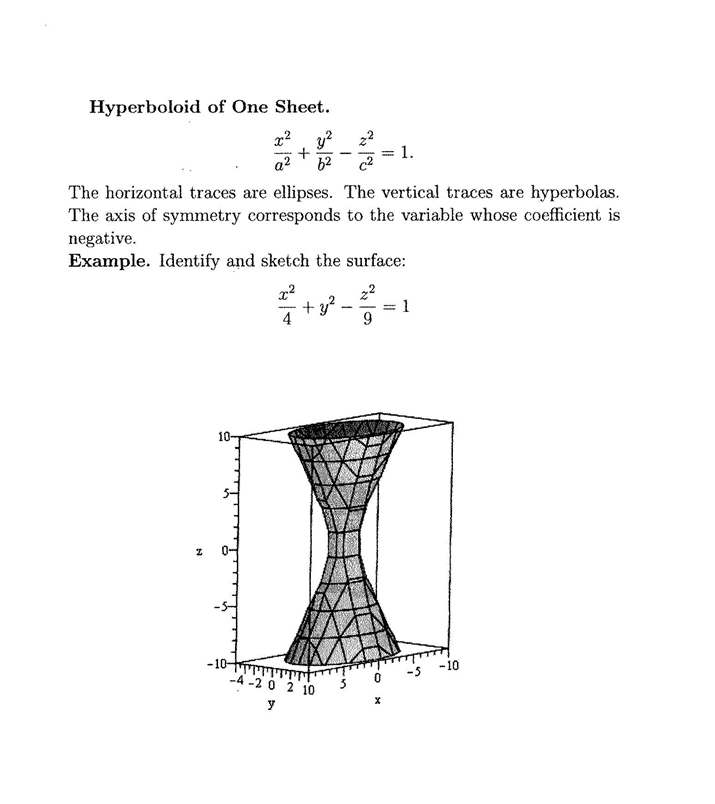 Hyperboloid of One Sheet.
x²/a² + y²/b² − z²/c² = 1.
The horizontal traces are ellipses. The vertical traces are hyperbolas.
The axis of symmetry corresponds to the variable whose coefficient is
negative.
Example. Identify and sketch the surface:
x²/4 + y² − z²/9 = 1
10
5
z 0
-5
-10
-4 -2 0 2 10 5 0 -5 -10
y x